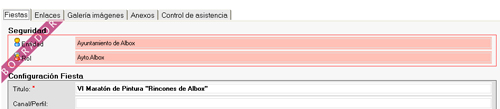 Fiestas Enlaces Galería imágenes Anexos Control de asistencia
BORRADOR
Seguridad
Entidad Ayuntamiento de Albox
Rol Ayto.Albox
Configuración Fiesta
Título: * VI Maratón de Pintura "Rincones de Albox"
Canal/Perfil: